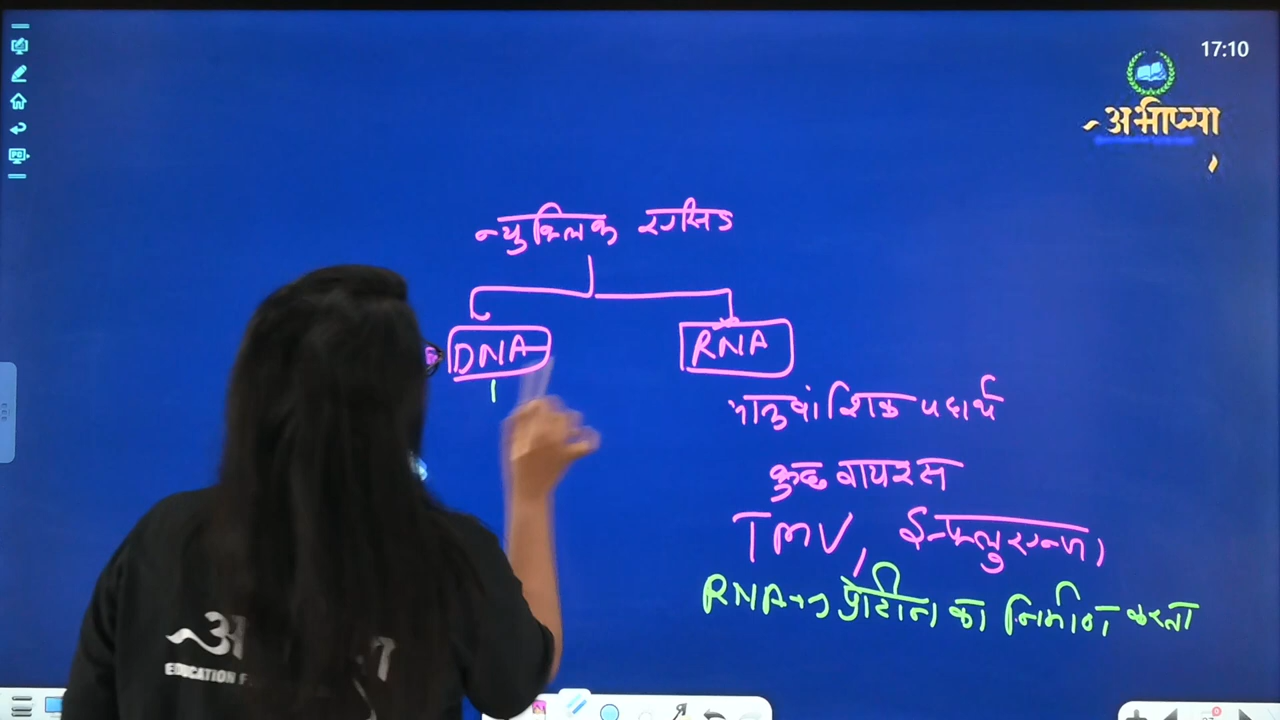 17:10
अभीप्सा
न्युक्लिक एसिड
DNA
RNA
आनुवांशिक पदार्थ
कुछ वायरस
TMV, इन्फ्लुएन्जा
RNA → प्रोटीन का निर्माण करना
अ
EDUCATION F